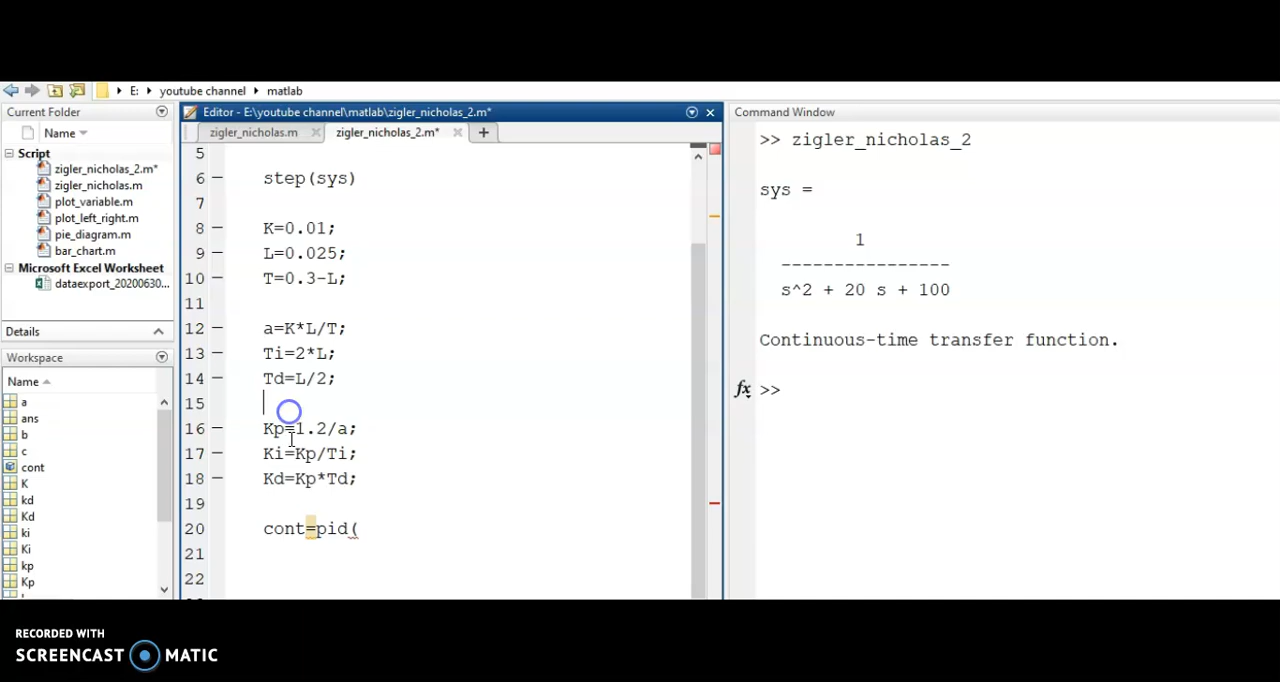 E: youtube channel matlab
Current Folder
Name
Script
zigler_nicholas_2.m*
zigler_nicholas.m
plot_variable.m
plot_left_right.m
pie_diagram.m
bar_chart.m
Microsoft Excel Worksheet
dataexport_20200630...
Details
Workspace
Name
a
ans
b
c
cont
K
kd
Kd
ki
Ki
kp
Kp
Editor - E:\youtube channel\matlab\zigler_nicholas_2.m*
zigler_nicholas.m zigler_nicholas_2.m* +
5
6 – step(sys)
7
8 – K=0.01;
9 – L=0.025;
10 – T=0.3-L;
11
12 – a=K*L/T;
13 – Ti=2*L;
14 – Td=L/2;
15
16 – Kp=1.2/a;
17 – Ki=Kp/Ti;
18 – Kd=Kp*Td;
19
20 cont=pid(
21
22
Command Window
>> zigler_nicholas_2
sys =
1
----------------
s^2 + 20 s + 100
Continuous-time transfer function.
fx >>
RECORDED WITH
SCREENCAST MATIC